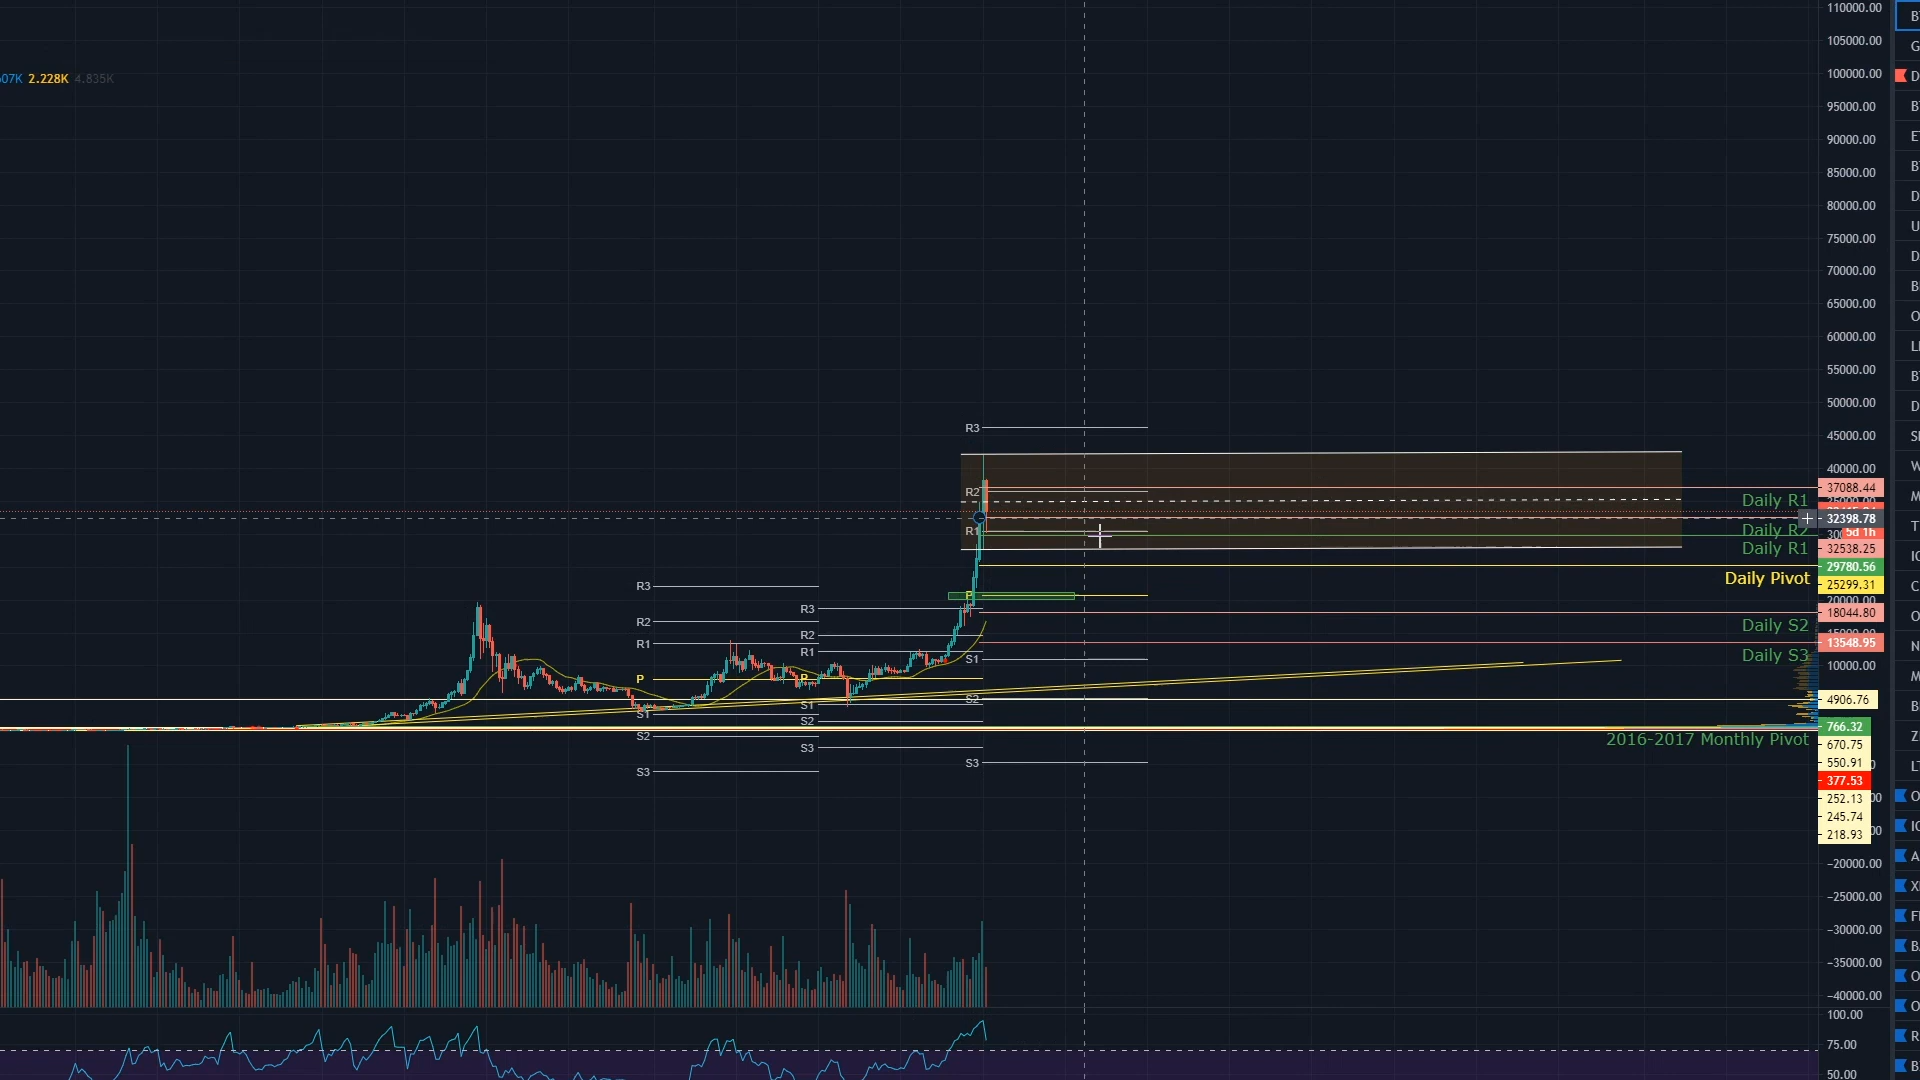 110000.00
105000.00
100000.00
2.228K 4.835K
95000.00
90000.00
85000.00
80000.00
75000.00
70000.00
65000.00
60000.00
55000.00
50000.00
R3
45000.00
40000.00
37088.44
R2
Daily R1
32398.78
R1
Daily R2
5d 1h
Daily R1
32538.25
29780.56
Daily Pivot
25299.31
R3
P
20000.00
R3
18044.80
R2
Daily S2
R2
R1
13548.95
R1
Daily S3
S1
10000.00
P
P
S2
4906.76
S1
S1
S2
766.32
S2
2016-2017 Monthly Pivot
670.75
S3
S3
550.91
S3
377.53
252.13
245.74
218.93
-20000.00
-25000.00
-30000.00
-35000.00
-40000.00
100.00
75.00
50.00